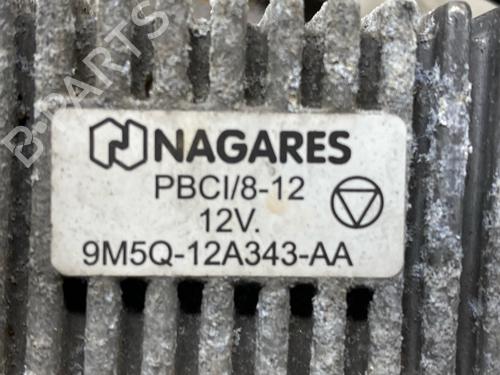 B-PARTS
NAGARES
PBCI/8-12
12V.
9M5Q-12A343-AA